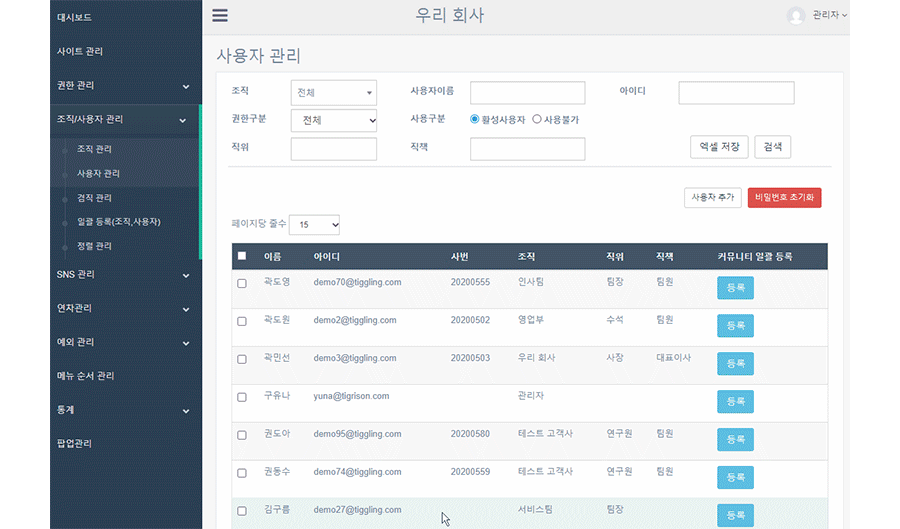 대시보드
사이트 관리
권한 관리
조직/사용자 관리
조직 관리
사용자 관리
겸직 관리
일괄 등록(조직,사용자)
정렬 관리
SNS 관리
연자관리
예외 관리
메뉴 순서 관리
통계
팝업관리
우리 회사
관리자
사용자 관리
조직 전체 사용자이름 아이디
권한구분 전체 사용구분 활성사용자 사용불가
직위 직책 엑셀 저장 검색
사용자 추가 비밀번호 초기화
페이지당 줄수 15
이름 아이디 사번 조직 직위 직책 커뮤니티 일괄 등록
곽도영 demo70@tiggling.com 20200555 인사팀 팀장 팀원 등록
곽도원 demo2@tiggling.com 20200502 영업부 수석 팀원 등록
곽민선 demo3@tiggling.com 20200503 우리 회사 사장 대표이사 등록
구유나 yuna@tigrison.com 관리자 등록
권도아 demo95@tiggling.com 20200580 테스트 고객사 연구원 팀원 등록
권동수 demo74@tiggling.com 20200559 테스트 고객사 연구원 팀원 등록
김구름 demo27@tiggling.com 서비스팀 팀장 등록